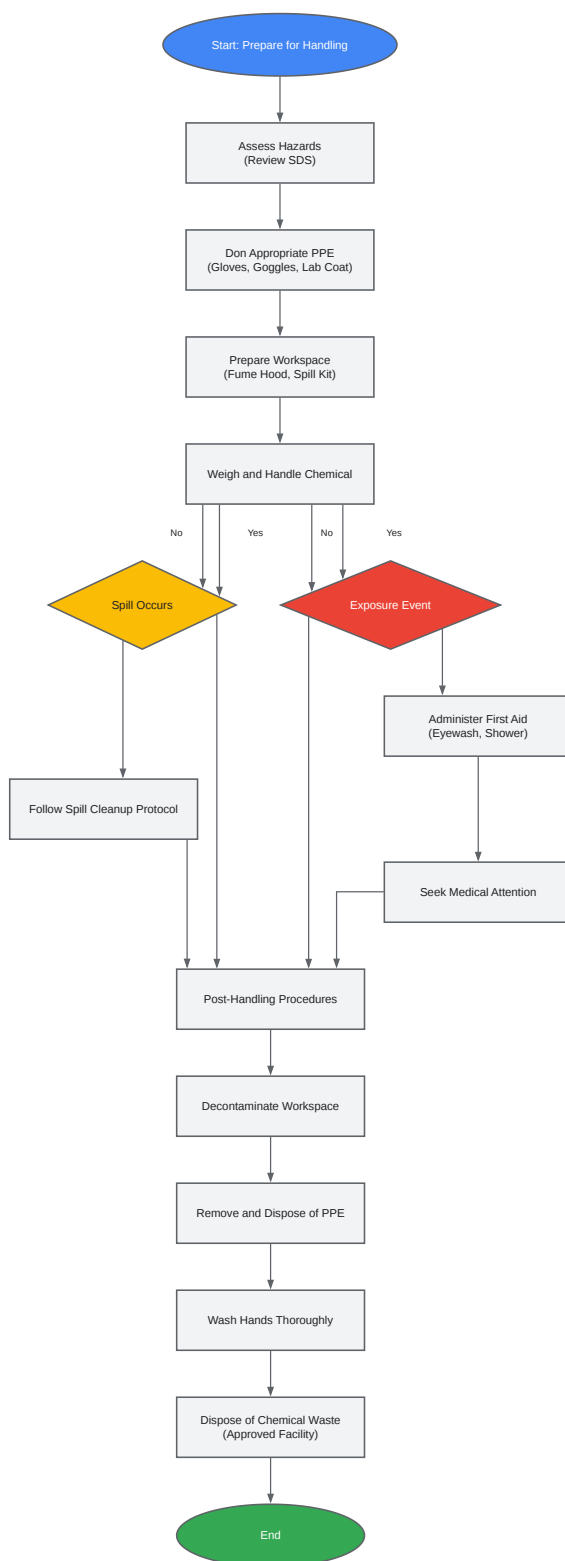 Start: Prepare for Handling
Assess Hazards
(Review SDS)
Don Appropriate PPE
(Gloves, Goggles, Lab Coat)
Prepare Workspace
(Fume Hood, Spill Kit)
Weigh and Handle Chemical
No
Yes
No
Yes
Spill Occurs
Exposure Event
Administer First Aid
(Eyewash, Shower)
Follow Spill Cleanup Protocol
Seek Medical Attention
Post-Handling Procedures
Decontaminate Workspace
Remove and Dispose of PPE
Wash Hands Thoroughly
Dispose of Chemical Waste
(Approved Facility)
End